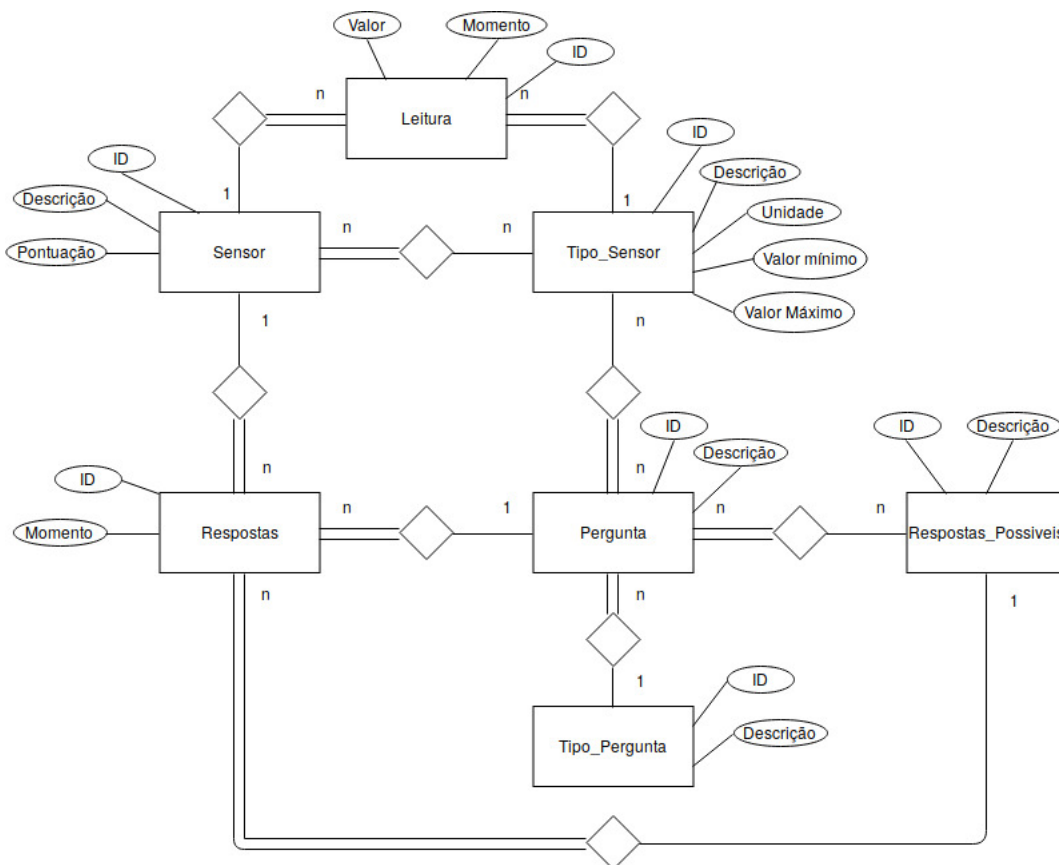 Valor
Momento
ID
n
Leitura
n
ID
ID
1
1
Descrição
Descrição
Unidade
n
n
Pontuação
Sensor
Tipo_Sensor
Valor mínimo
Valor Máximo
1
n
ID
ID
Descrição
Descrição
n
n
ID
n
1
n
n
Momento
Respostas
Pergunta
Respostas_Possiveis
n
n
1
1
ID
Descrição
Tipo_Pergunta